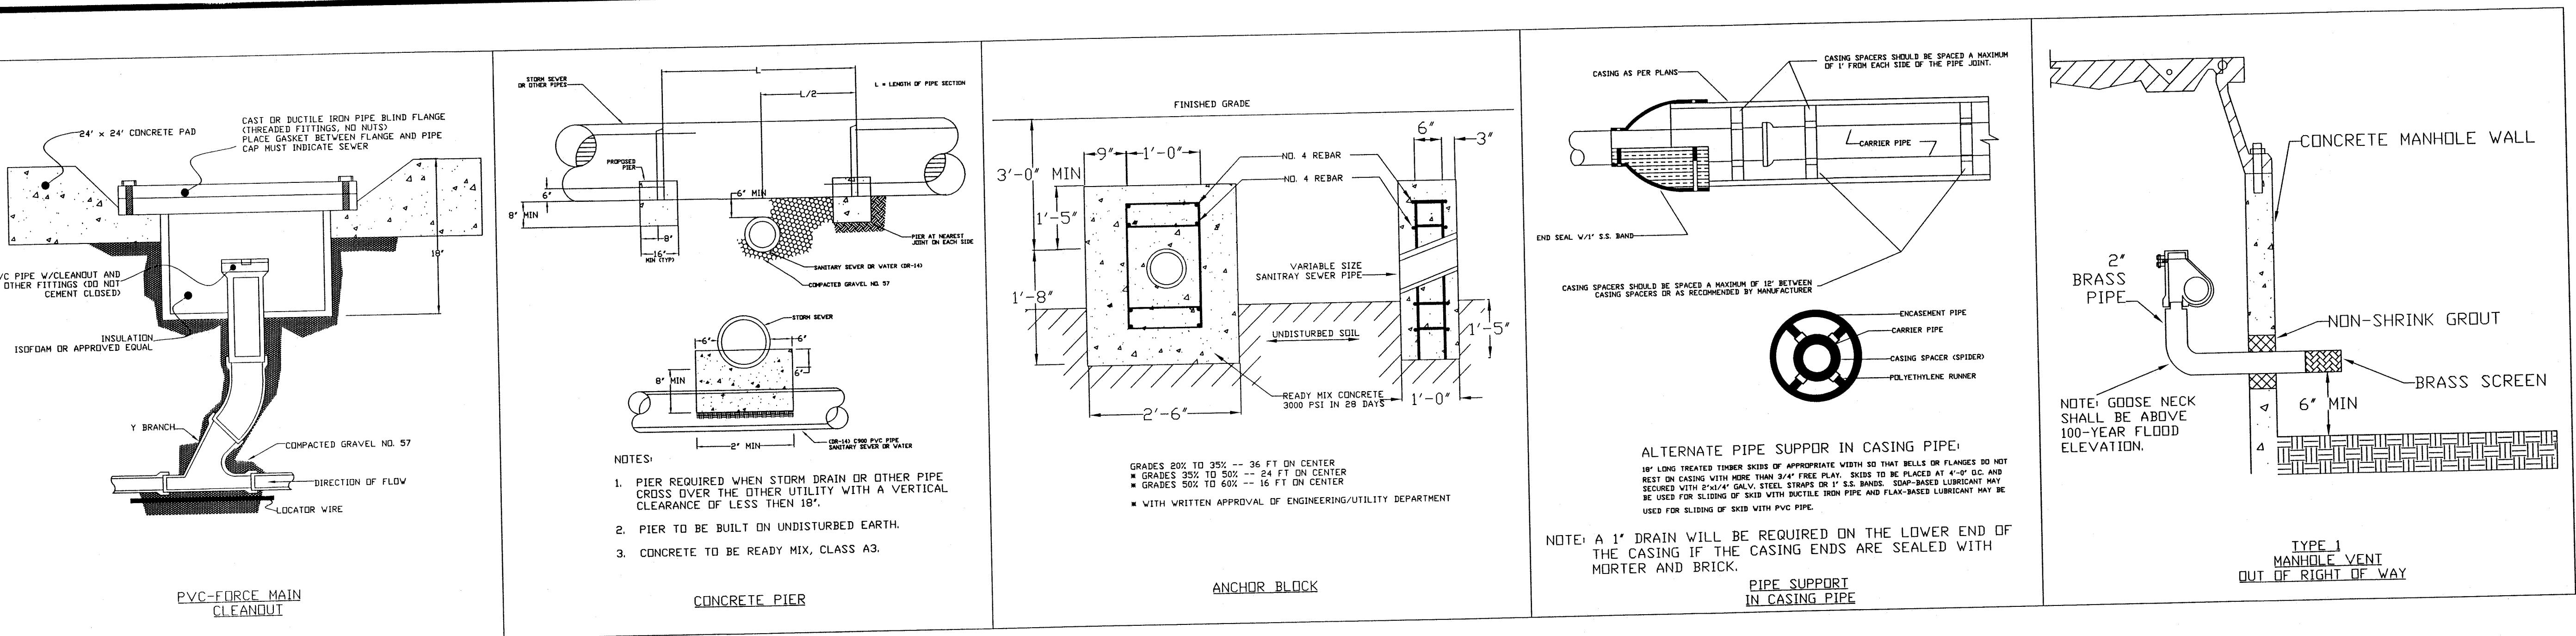 24" x 24" CONCRETE PAD
CAST OR DUCTILE IRON PIPE BLIND FLANGE
(THREADED FITTINGS, NO NUTS)
PLACE GASKET BETWEEN FLANGE AND PIPE
CAP MUST INDICATE SEWER
18"
PIPE W/CLEANOUT AND
OTHER FITTINGS (DO NOT
CEMENT CLOSED)
INSULATION
ISOFOAM OR APPROVED EQUAL
Y BRANCH
COMPACTED GRAVEL NO. 57
DIRECTION OF FLOW
LOCATOR WIRE
PVC-FORCE MAIN
CLEANOUT
STORM SEWER
OR OTHER PIPES
L
L/2
L = LENGTH OF PIPE SECTION
PROPOSED
PIER
6"
8" MIN
6" MIN
8"
16"
MIN (TYP)
PIER AT NEAREST
JOINT ON EACH SIDE
SANITARY SEWER OR WATER (DR-14)
COMPACTED GRAVEL NO. 57
STORM SEWER
6"
6"
6"
8" MIN
2" MIN
(DR-14) C900 PVC PIPE
SANITARY SEWER OR WATER
NOTES:
1. PIER REQUIRED WHEN STORM DRAIN OR OTHER PIPE
CROSS OVER THE OTHER UTILITY WITH A VERTICAL
CLEARANCE OF LESS THEN 18".
2. PIER TO BE BUILT ON UNDISTURBED EARTH.
3. CONCRETE TO BE READY MIX, CLASS A3.
CONCRETE PIER
FINISHED GRADE
3'-0" MIN
9"
1'-0"
6"
3"
NO. 4 REBAR
NO. 4 REBAR
1'-5"
1'-8"
VARIABLE SIZE
SANITRAY SEWER PIPE
UNDISTURBED SOIL
1'-5"
READY MIX CONCRETE
3000 PSI IN 28 DAYS
2'-6"
1'-0"
GRADES 20% TO 35% -- 36 FT ON CENTER
* GRADES 35% TO 50% -- 24 FT ON CENTER
* GRADES 50% TO 60% -- 16 FT ON CENTER
* WITH WRITTEN APPROVAL OF ENGINEERING/UTILITY DEPARTMENT
ANCHOR BLOCK
CASING AS PER PLANS
CASING SPACERS SHOULD BE SPACED A MAXIMUM
OF 1' FROM EACH SIDE OF THE PIPE JOINT.
CARRIER PIPE
END SEAL W/1" S.S. BAND
CASING SPACERS SHOULD BE SPACED A MAXIMUM OF 12' BETWEEN
CASING SPACERS OR AS RECOMMENDED BY MANUFACTURER
ENCASEMENT PIPE
CARRIER PIPE
CASING SPACER (SPIDER)
POLYETHYLENE RUNNER
ALTERNATE PIPE SUPPOR IN CASING PIPE:
18" LONG TREATED TIMBER SKIDS OF APPROPRIATE WIDTH SO THAT BELLS OR FLANGES DO NOT
REST ON CASING WITH MORE THAN 3/4" FREE PLAY. SKIDS TO BE PLACED AT 4'-0" O.C. AND
SECURED WITH 2"x1/4" GALV. STEEL STRAPS OR 1" S.S. BANDS. SOAP-BASED LUBRICANT MAY
BE USED FOR SLIDING OF SKID WITH DUCTILE IRON PIPE AND FLAX-BASED LUBRICANT MAY BE
USED FOR SLIDING OF SKID WITH PVC PIPE.
NOTE: A 1" DRAIN WILL BE REQUIRED ON THE LOWER END OF
THE CASING IF THE CASING ENDS ARE SEALED WITH
MORTER AND BRICK.
PIPE SUPPORT
IN CASING PIPE
CONCRETE MANHOLE WALL
2"
BRASS
PIPE
NON-SHRINK GROUT
BRASS SCREEN
6" MIN
NOTE: GOOSE NECK
SHALL BE ABOVE
100-YEAR FLOOD
ELEVATION.
TYPE 1
MANHOLE VENT
OUT OF RIGHT OF WAY